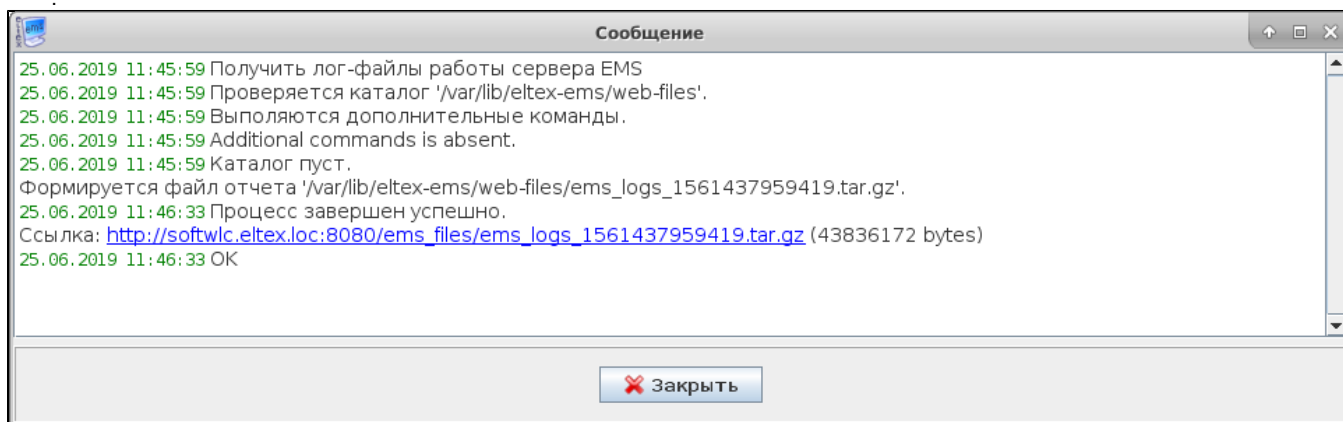 Сообщение
25.06.2019 11:45:59 Получить лог-файлы работы сервера EMS
25.06.2019 11:45:59 Проверяется каталог '/var/lib/eltex-ems/web-files'.
25.06.2019 11:45:59 Выполяются дополнительные команды.
25.06.2019 11:45:59 Additional commands is absent.
25.06.2019 11:45:59 Каталог пуст.
Формируется файл отчета '/var/lib/eltex-ems/web-files/ems_logs_1561437959419.tar.gz'.
25.06.2019 11:46:33 Процесс завершен успешно.
Ссылка: http://softwlc.eltex.loc:8080/ems_files/ems_logs_1561437959419.tar.gz (43836172 bytes)
25.06.2019 11:46:33 OK
Закрыть